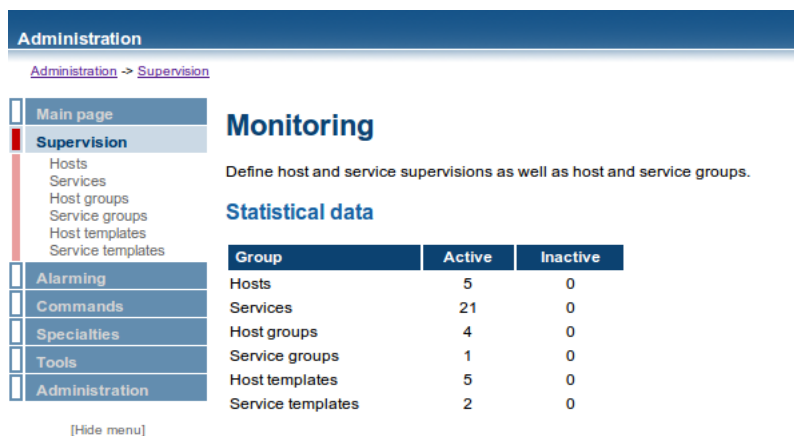 Administration
Administration -> Supervision
Main page
Supervision
Hosts
Services
Host groups
Service groups
Host templates
Service templates
Alarming
Commands
Specialties
Tools
Administration
[Hide menu]
Monitoring
Define host and service supervisions as well as host and service groups.
Statistical data
Group Active Inactive
Hosts 5 0
Services 21 0
Host groups 4 0
Service groups 1 0
Host templates 5 0
Service templates 2 0